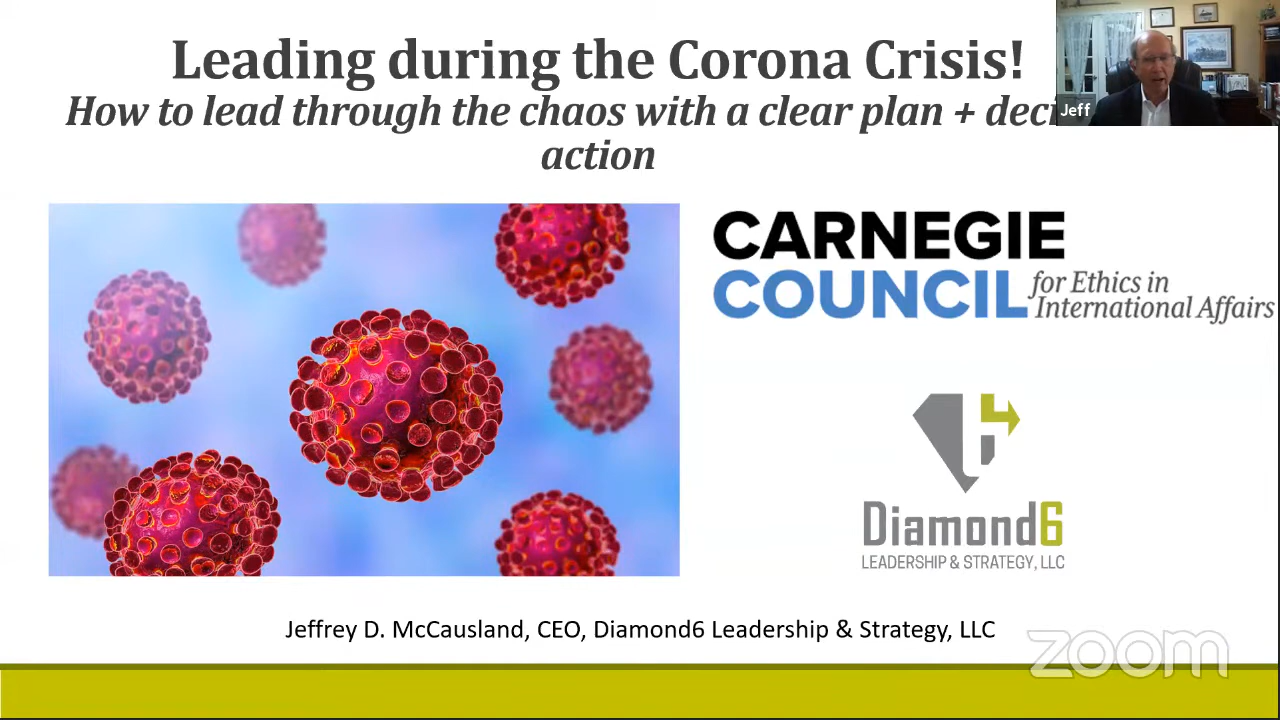 Leading during the Corona Crisis!
How to lead through the chaos with a clear plan +
action
Jeff
CARNEGIE
COUNCIL for Ethics in
International Affairs
Diamond6
LEADERSHIP & STRATEGY, LLC
Jeffrey D. McCausland, CEO, Diamond6 Leadership & Strategy, LLC
zoom